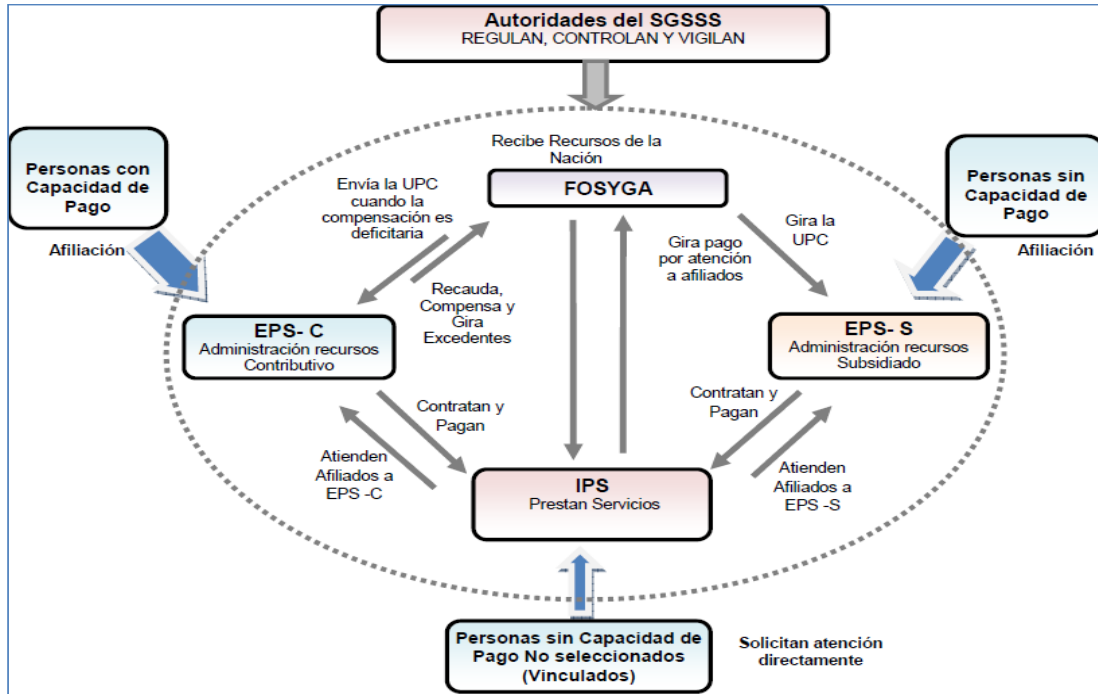 Autoridades del SGSSS
REGULAN, CONTROLAN Y VIGILAN
Personas con
Capacidad de
Pago
Afiliación
Recibe Recursos de la
Nación
FOSYGA
Personas sin
Capacidad de
Pago
Afiliación
Envía la UPC
cuando la
compensación es
deficitaria
Gira la
UPC
Gira pago
por atención
a afiliados
Recauda,
Compensa y
Gira
Excedentes
EPS- C
Administración recursos
Contributivo
EPS- S
Administración recursos
Subsidiado
Contratan y
Pagan
Contratan y
Pagan
Atienden
Afiliados a
EPS -C
IPS
Prestan Servicios
Atienden
Afiliados a
EPS -S
Personas sin Capacidad de
Pago No seleccionados
(Vinculados)
Solicitan atención
directamente